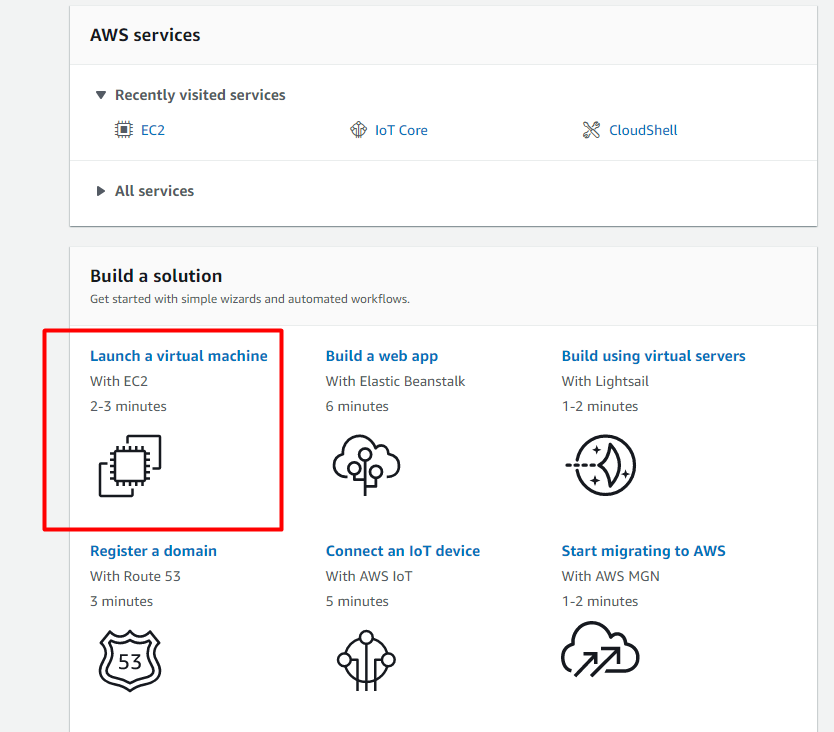 AWS services
Recently visited services
EC2
IoT Core
CloudShell
All services
Build a solution
Get started with simple wizards and automated workflows.
Launch a virtual machine
With EC2
2-3 minutes
Build a web app
With Elastic Beanstalk
6 minutes
Build using virtual servers
With Lightsail
1-2 minutes
Register a domain
With Route 53
3 minutes
53
Connect an IoT device
With AWS IoT
5 minutes
Start migrating to AWS
With AWS MGN
1-2 minutes